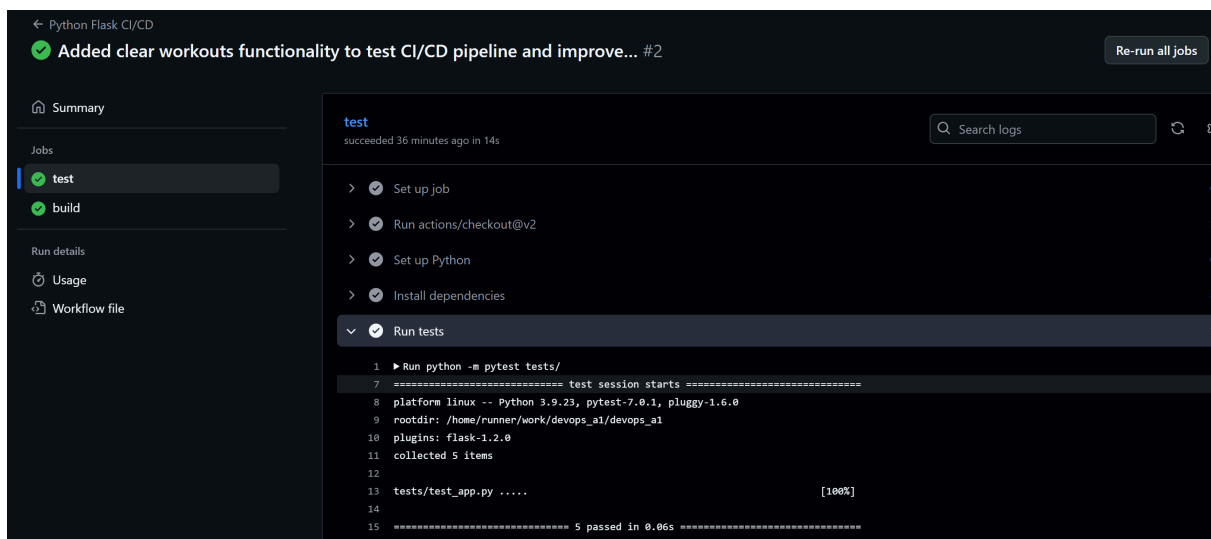 ← Python Flask CI/CD
Added clear workouts functionality to test CI/CD pipeline and improve... #2
Re-run all jobs
Summary
Jobs
test
build
Run details
Usage
Workflow file
test
succeeded 36 minutes ago in 14s
Search logs
Set up job
Run actions/checkout@v2
Set up Python
Install dependencies
Run tests
1 ▶Run python -m pytest tests/
7 ============================= test session starts ==============================
8 platform linux -- Python 3.9.23, pytest-7.0.1, pluggy-1.6.0
9 rootdir: /home/runner/work/devops_a1/devops_a1
10 plugins: flask-1.2.0
11 collected 5 items
12
13 tests/test_app.py ..... [100%]
14
15 ============================== 5 passed in 0.06s ===============================